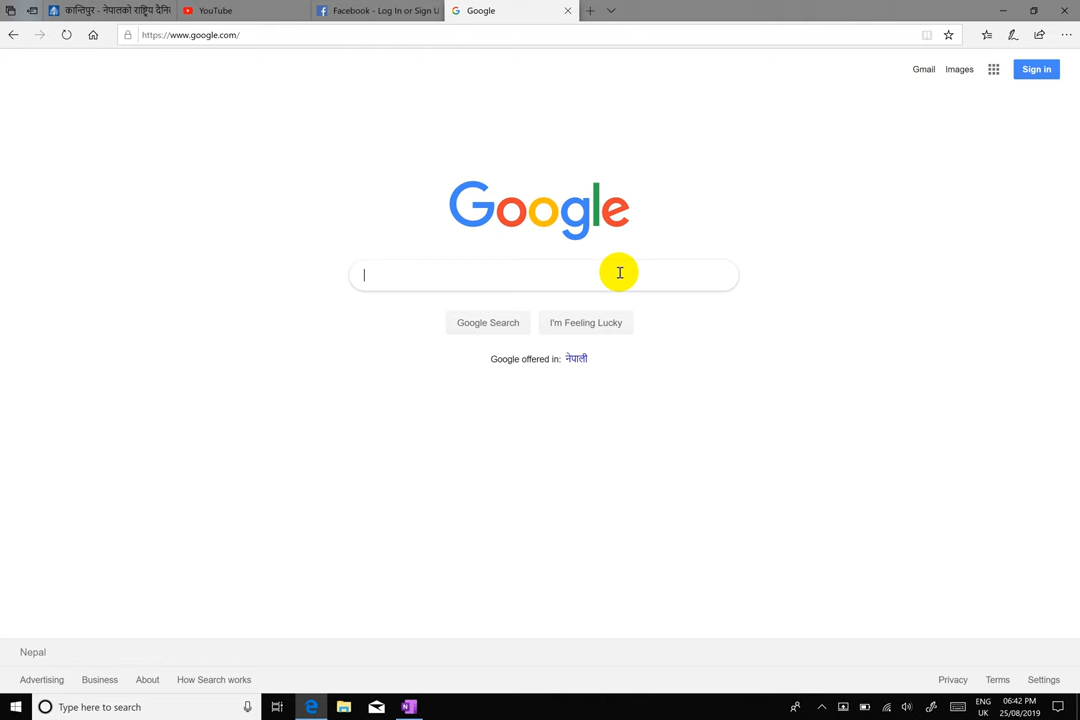 कान्तिपुर - नेपालको राष्ट्रिय दैनि
YouTube
Facebook - Log In or Sign U
Google
https://www.google.com/
Gmail
Images
Sign in
Google
Google Search
I'm Feeling Lucky
Google offered in: नेपाली
Nepal
Advertising
Business
About
How Search works
Privacy
Terms
Settings
Type here to search
ENG
UK
06:42 PM
25/08/2019